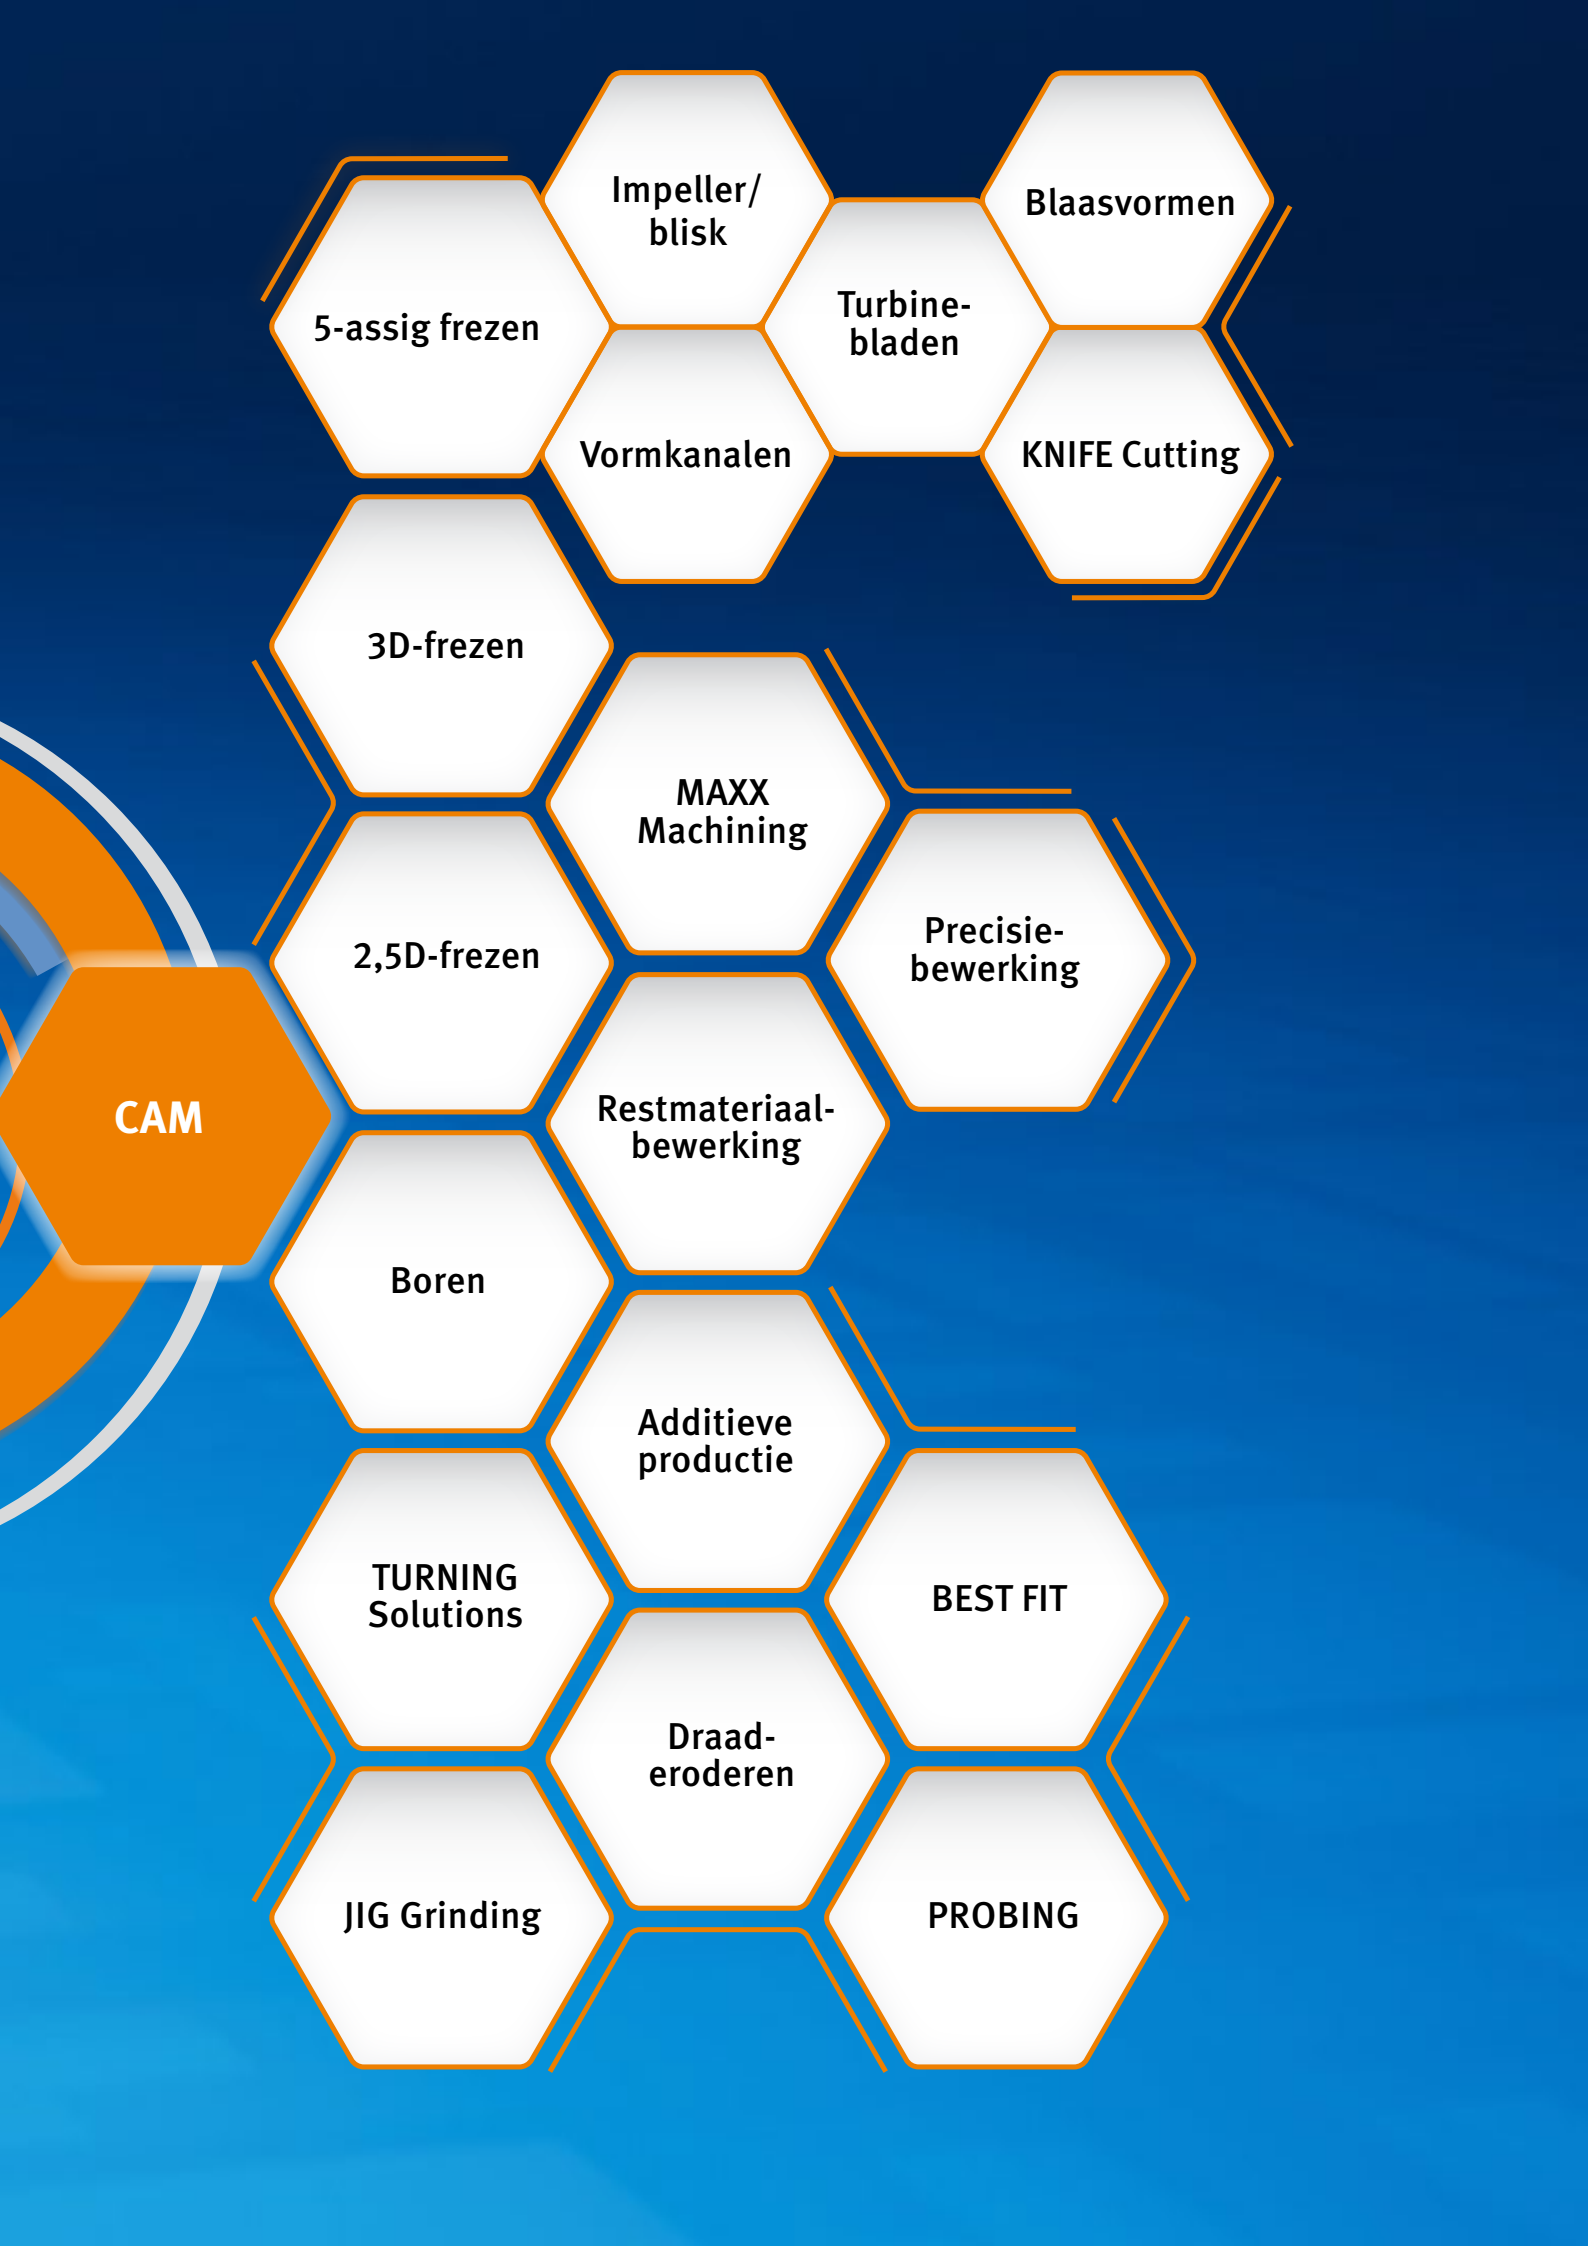 Impeller/
blisk
Blaasvormen
5-assig frezen
Turbine-
bladen
Vormkanalen
KNIFE Cutting
3D-frezen
MAXX
Machining
2,5D-frezen
Precisie-
bewerking
CAM
Restmateriaal-
bewerking
Boren
Additieve
productie
TURNING
Solutions
BEST FIT
Draad-
eroderen
JIG Grinding
PROBING